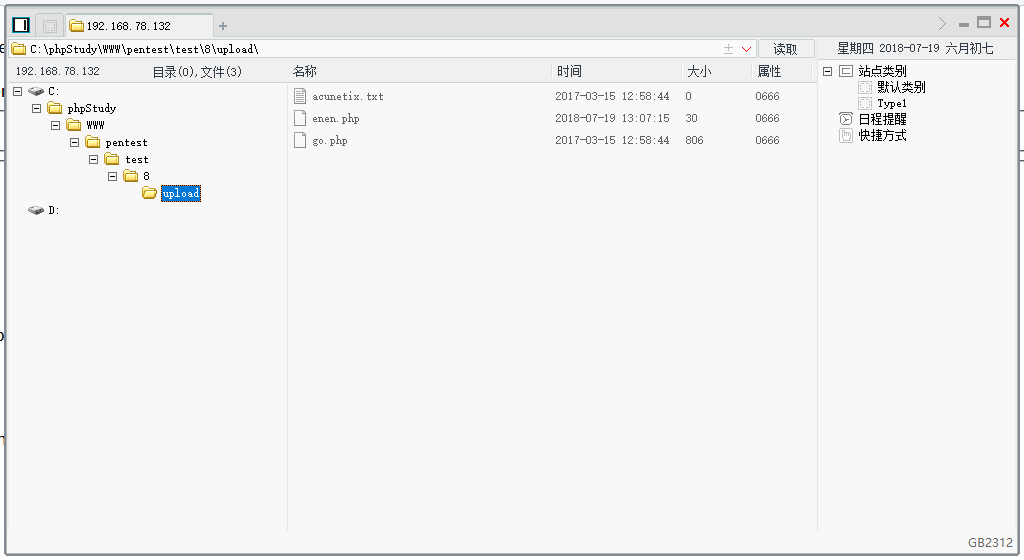 192.168.78.132
C:\phpStudy\WWW\pentest\test\8\upload\
读取
星期四 2018-07-19 六月初七
192.168.78.132 目录(0),文件(3)
名称 时间 大小 属性
C:
phpStudy
WWW
pentest
test
8
upload
D:
acunetix.txt 2017-03-15 12:58:44 0 0666
enen.php 2018-07-19 13:07:15 30 0666
go.php 2017-03-15 12:58:44 806 0666
站点类别
默认类别
Type1
日程提醒
快捷方式
GB2312